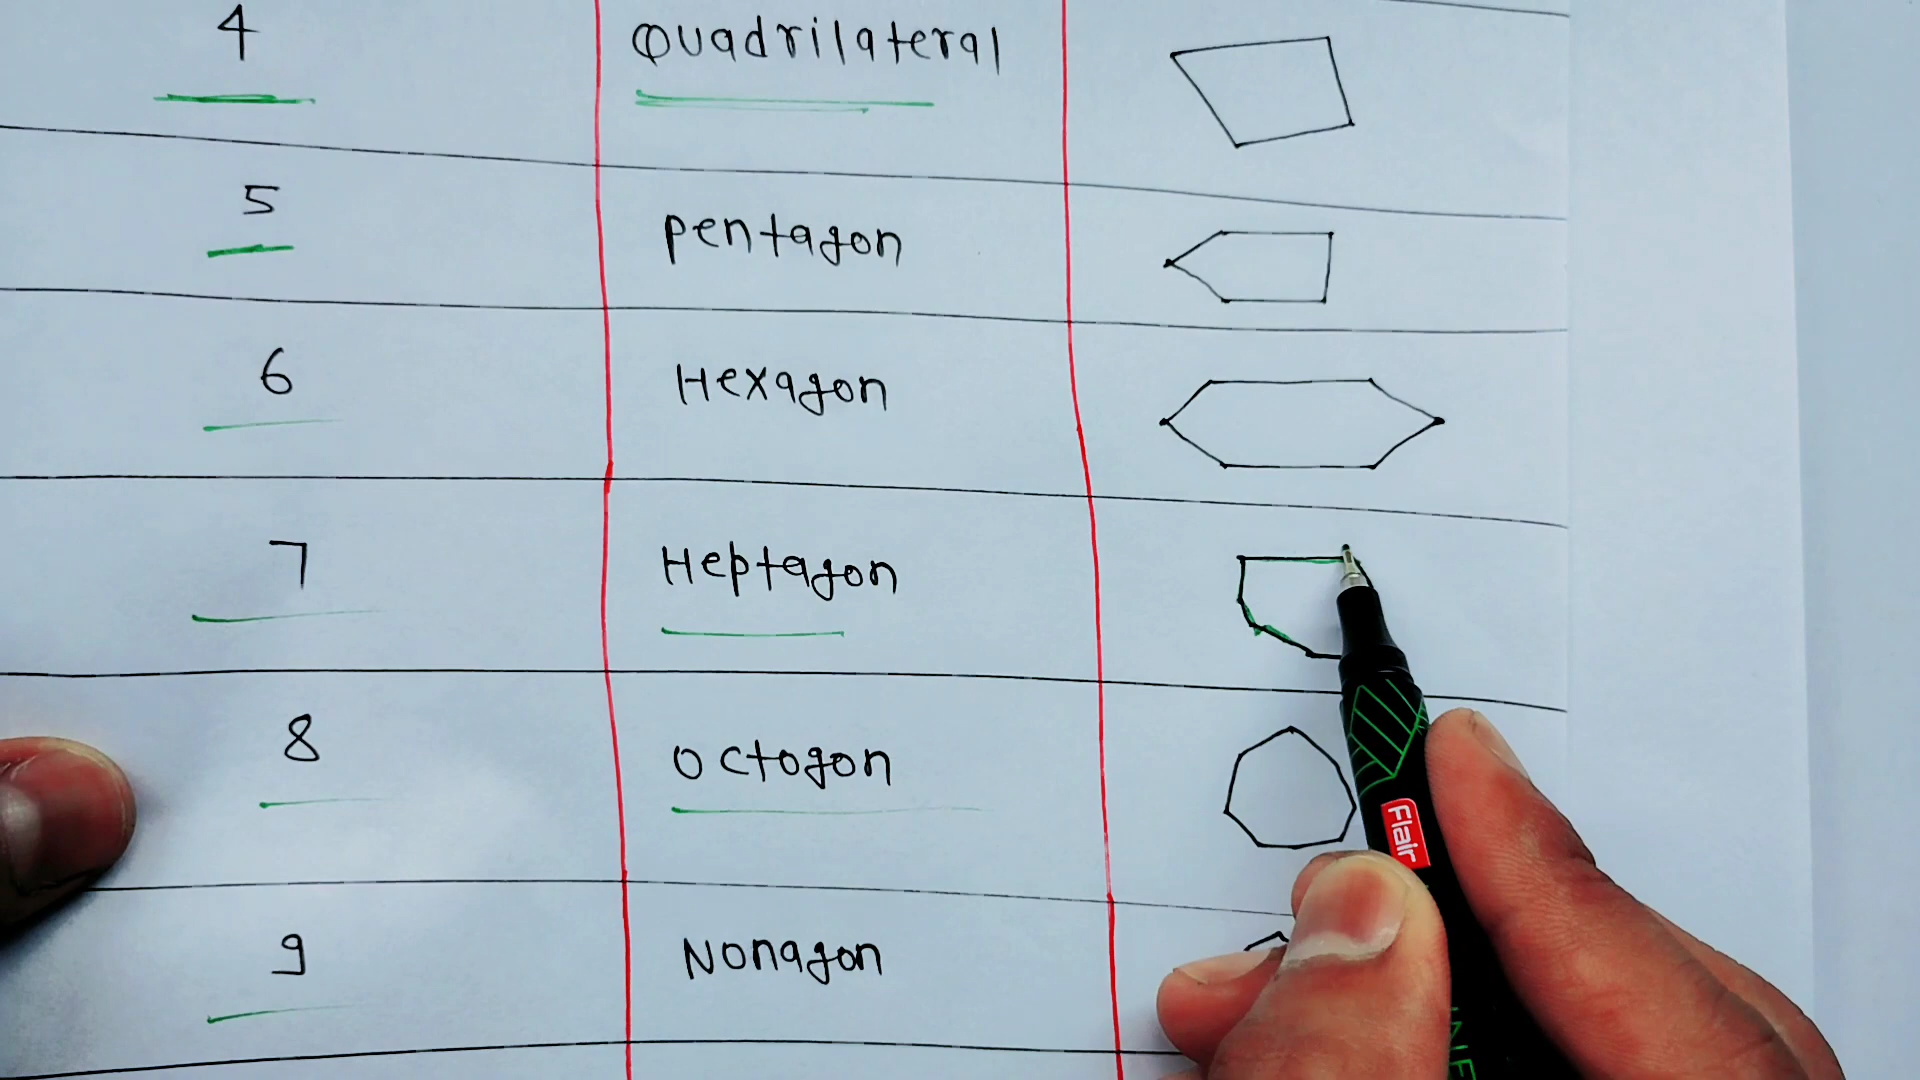 4 Quadrilateral
5 pentagon
6 Hexagon
7 Heptagon
8 octogon
9 Nonagon
Flair